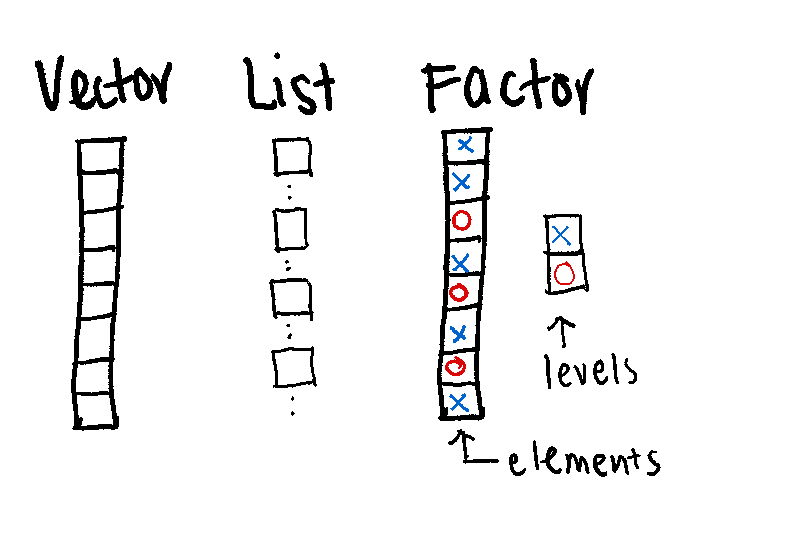 Vector
List
Factor
levels
elements